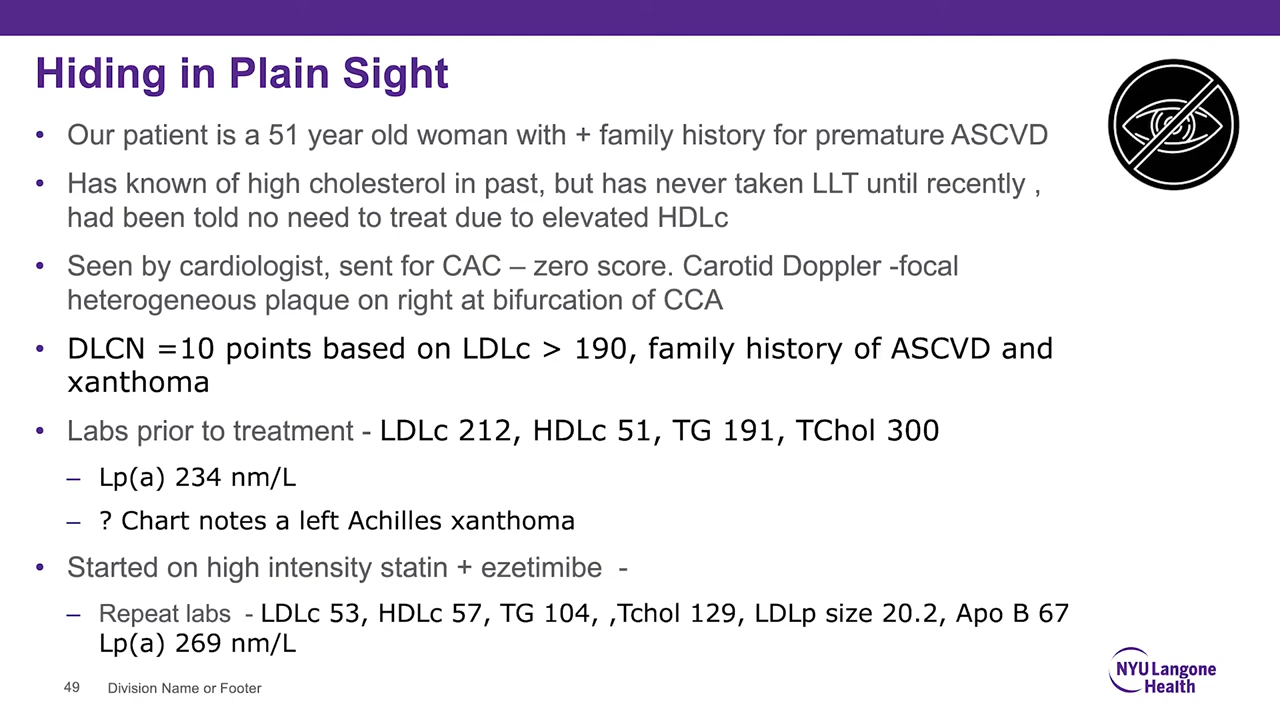 Hiding in Plain Sight
• Our patient is a 51 year old woman with + family history for premature ASCVD
• Has known of high cholesterol in past, but has never taken LLT until recently ,
had been told no need to treat due to elevated HDLc
• Seen by cardiologist, sent for CAC – zero score. Carotid Doppler -focal
heterogeneous plaque on right at bifurcation of CCA
• DLCN =10 points based on LDLc > 190, family history of ASCVD and
xanthoma
• Labs prior to treatment - LDLc 212, HDLc 51, TG 191, TChol 300
– Lp(a) 234 nm/L
– ? Chart notes a left Achilles xanthoma
• Started on high intensity statin + ezetimibe -
– Repeat labs - LDLc 53, HDLc 57, TG 104, ,Tchol 129, LDLp size 20.2, Apo B 67
Lp(a) 269 nm/L
49 Division Name or Footer
NYU Langone
Health